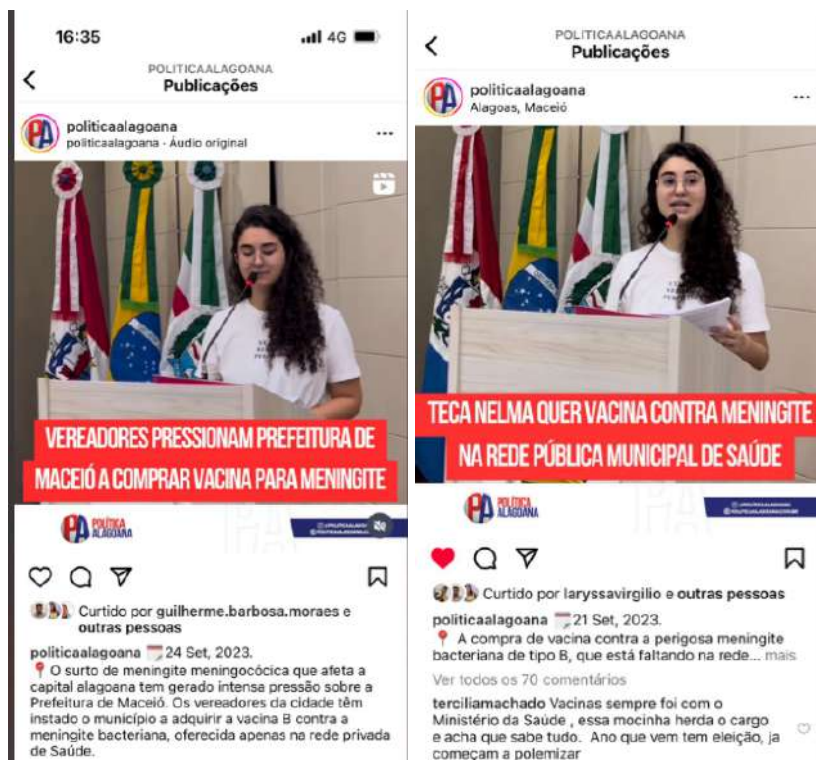 16:35
4G
POLITICAALAGOANA
Publicações
politicaalagoana
politicaalagoana · Áudio original
VEREADORES PRESSIONAM PREFEITURA DE
MACEIÓ A COMPRAR VACINA PARA MENINGITE
PA POLÍTICA
ALAGOANA
Curtido por guilherme.barbosa.moraes e
outras pessoas
politicaalagoana 24 Set, 2023.
O surto de meningite meningocócica que afeta a
capital alagoana tem gerado intensa pressão sobre a
Prefeitura de Maceió. Os vereadores da cidade têm
instado o município a adquirir a vacina B contra a
meningite bacteriana, oferecida apenas na rede privada
de Saúde.
POLITICAALAGOANA
Publicações
politicaalagoana
Alagoas, Maceió
TECA NELMA QUER VACINA CONTRA MENINGITE
NA REDE PÚBLICA MUNICIPAL DE SAÚDE
PA POLÍTICA
ALAGOANA
Curtido por laryssavirgilio e outras pessoas
politicaalagoana 21 Set, 2023.
A compra de vacina contra a perigosa meningite
bacteriana de tipo B, que está faltando na rede... mais
Ver todos os 70 comentários
terciliamachado Vacinas sempre foi com o
Ministério da Saúde , essa mocinha herda o cargo
e acha que sabe tudo. Ano que vem tem eleição, ja
começam a polemizar